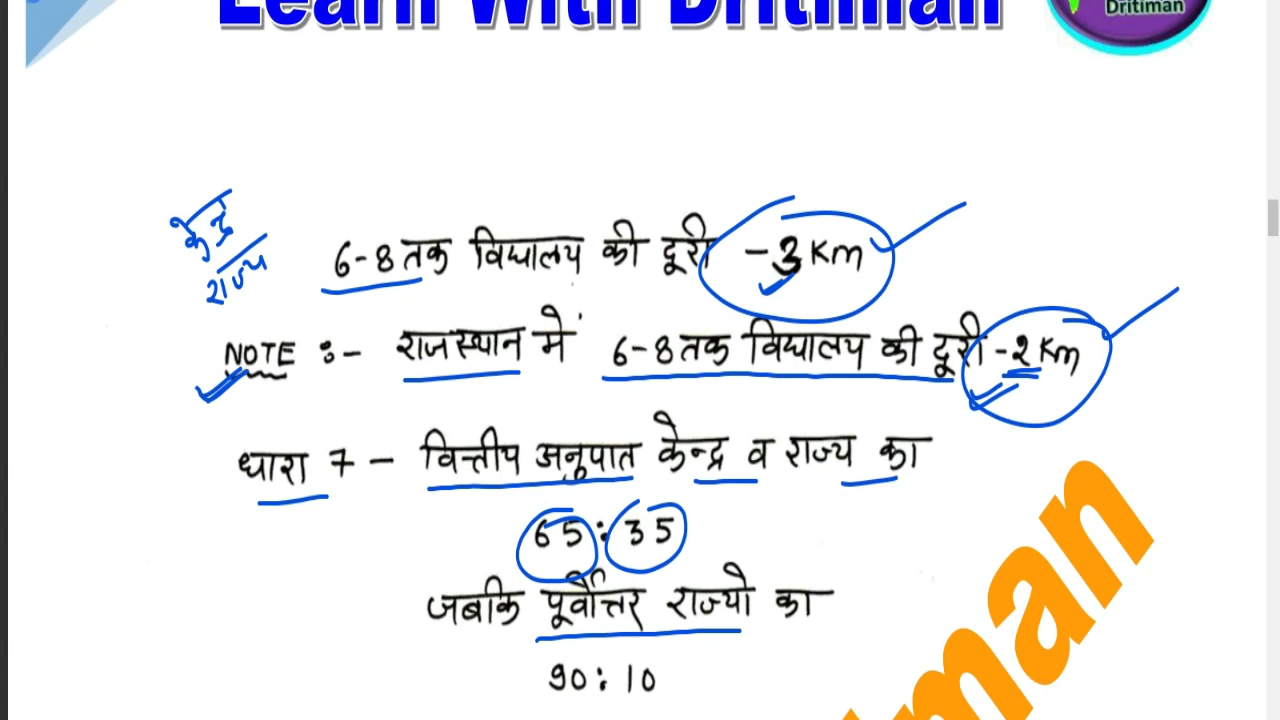 Learn With Dritiman
Dritiman
केन्द्र
राज्य
6-8 तक विद्यालय की दूरी - 3 Km
NOTE :- राजस्थान में 6-8 तक विद्यालय की दूरी - 2 Km
धारा 7 - वित्तीय अनुपात केन्द्र व राज्य का
65 : 35
जबकि पूर्वोत्तर राज्यो का
90 : 10